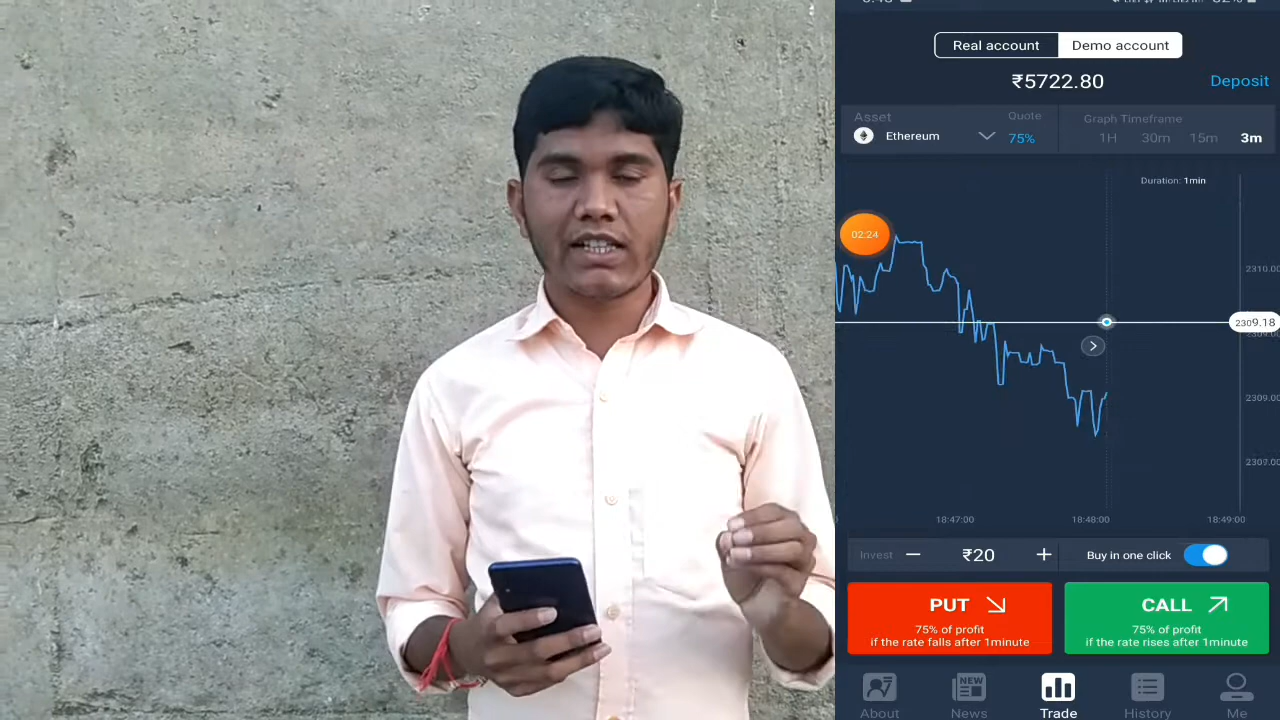 Real account Demo account
₹5722.80
Deposit
Asset
Ethereum
Quote
75%
Graph Timeframe
1H 30m 15m 3m
Duration: 1min
02:24
2310.00
2309.18
2309.00
2309.00
18:47:00 18:48:00 18:49:00
Invest − ₹20 +
Buy in one click
PUT
75% of profit
if the rate falls after 1minute
CALL
75% of profit
if the rate rises after 1minute
NEW
About News Trade History Me